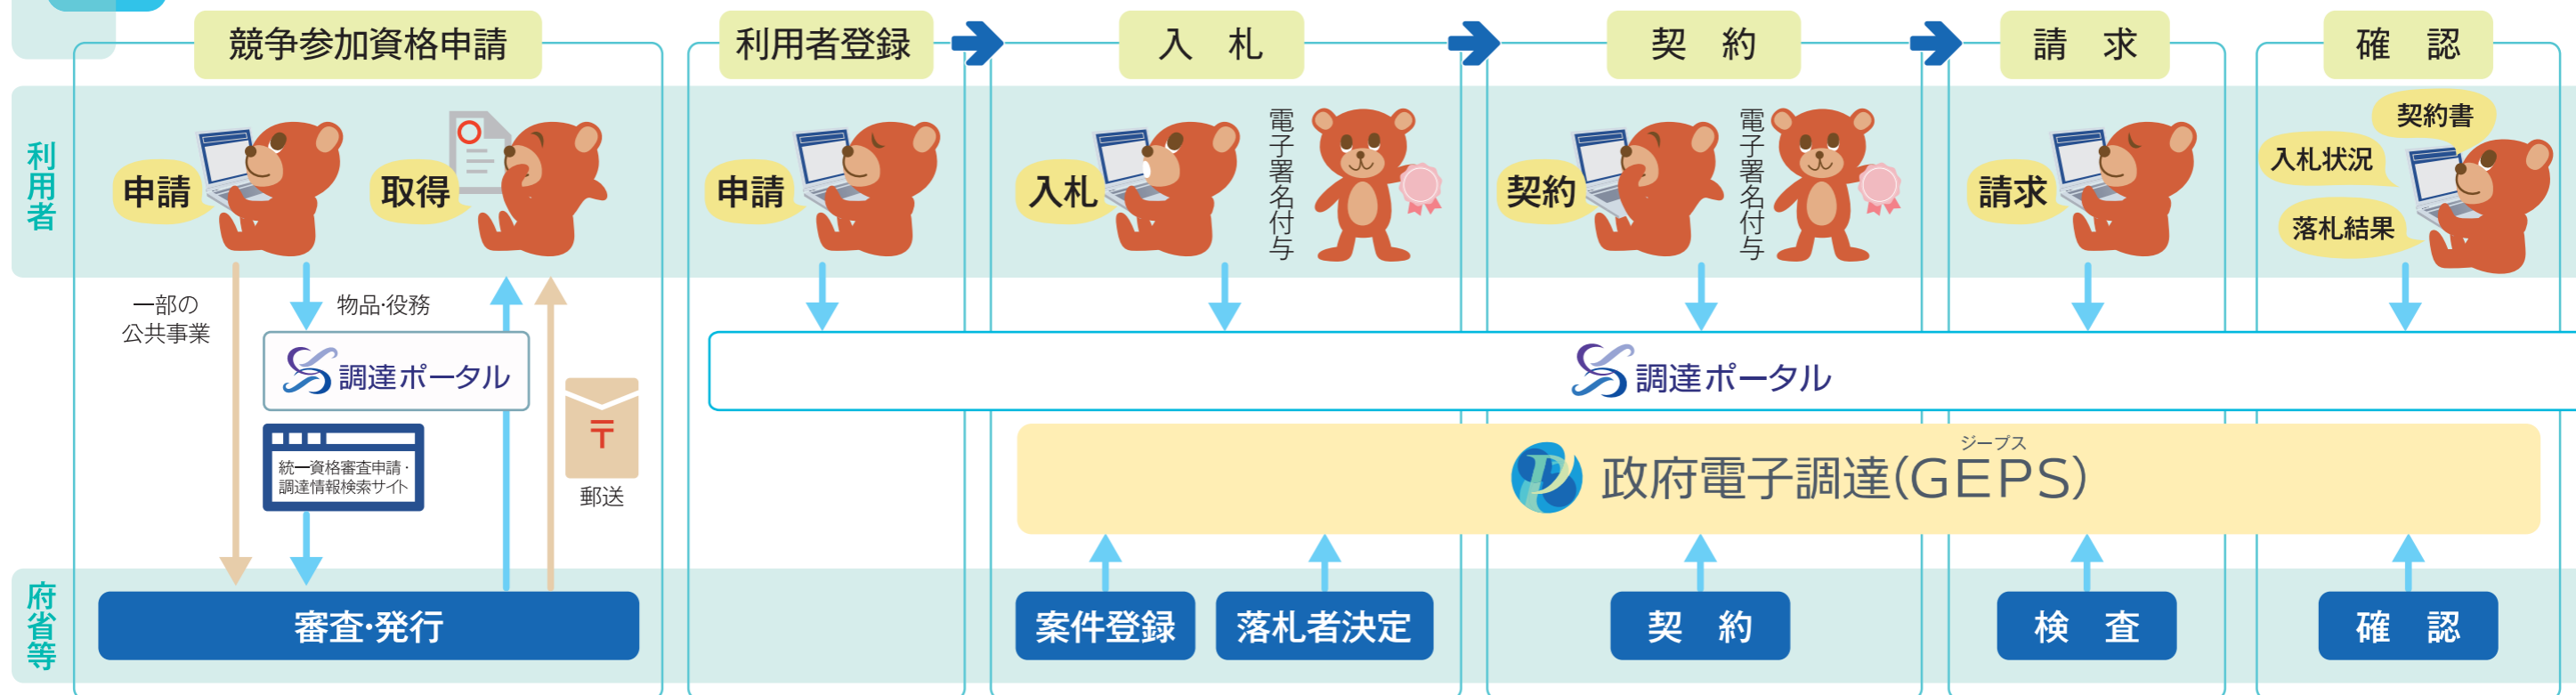 競争参加資格申請
利用者登録
入 札
契 約
請 求
確 認
利用者
申請
取得
申請
入札
電子署名付与
契約
電子署名付与
請求
契約書
入札状況
落札結果
一部の
公共事業
物品・役務
調達ポータル
統一資格審査申請・
調達情報検索サイト
〒
郵送
調達ポータル
ジープス
政府電子調達(GEPS)
府省等
審査・発行
案件登録
落札者決定
契 約
検 査
確 認